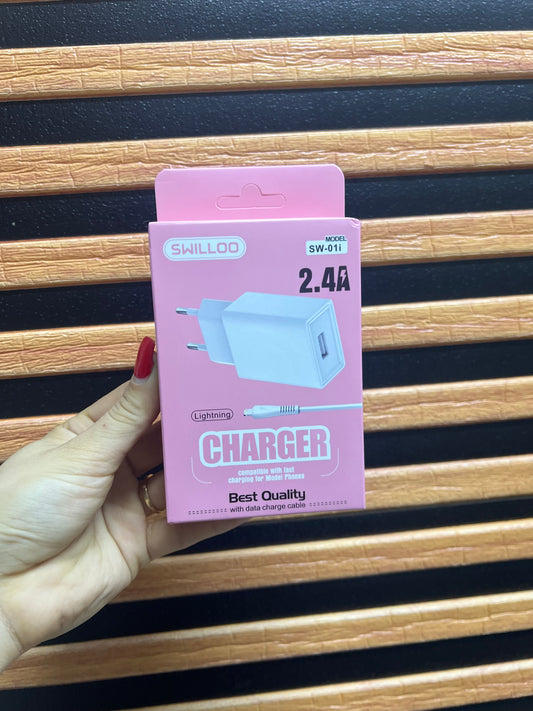 SWILLOO
MODEL
SW-01i
2.4A
Lightning
CHARGER
compatible with fast
charging for Model Phones
Best Quality
with data charge cable